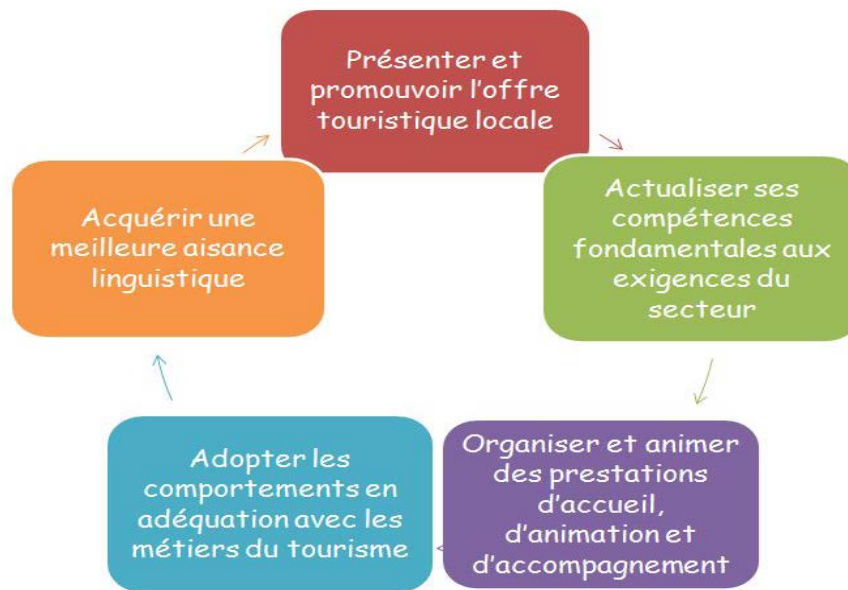 Présenter et
promouvoir l'offre
touristique locale
Actualiser ses
compétences
fondamentales aux
exigences du
secteur
Organiser et animer
des prestations
d'accueil,
d'animation et
d'accompagnement
Adopter les
comportements en
adéquation avec les
métiers du tourisme
Acquérir une
meilleure aisance
linguistique